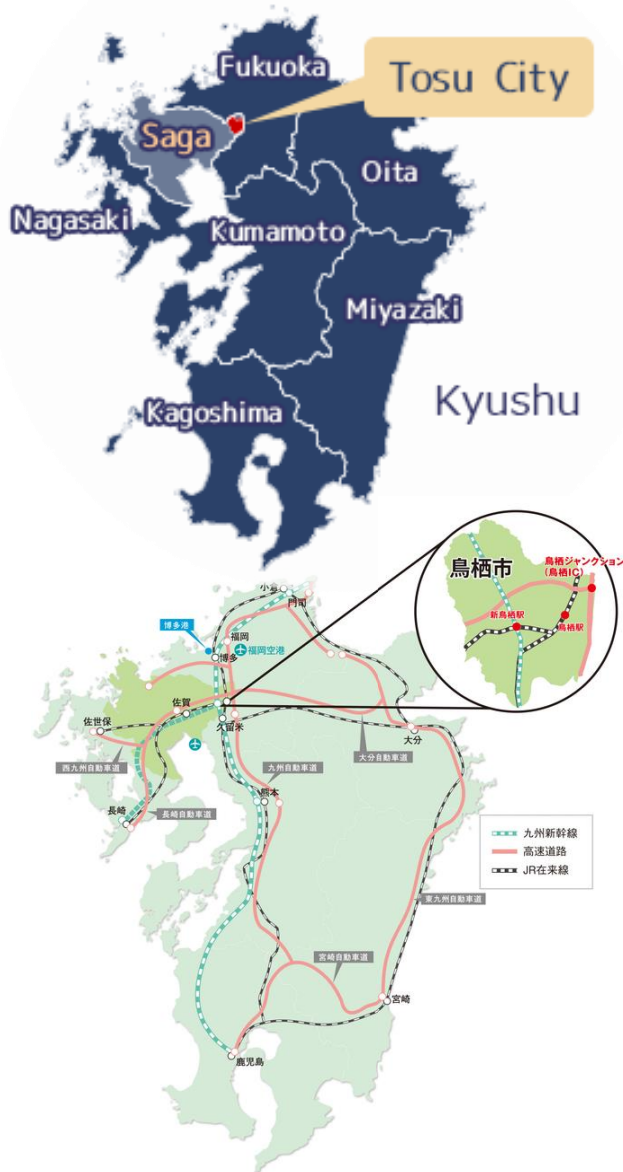 Fukuoka
Tosu City
Saga
Oita
Nagasaki
Kumamoto
Miyazaki
Kagoshima
Kyushu
鳥栖市
鳥栖ジャンクション
(鳥栖IC)
新鳥栖駅
鳥栖駅
小倉
門司
博多港
福岡
博多
福岡空港
佐賀
佐世保
久留米
大分
西九州自動車道
九州自動車道
大分自動車道
長崎
長崎自動車道
熊本
九州新幹線
高速道路
JR在来線
東九州自動車道
宮崎自動車道
宮崎
鹿児島